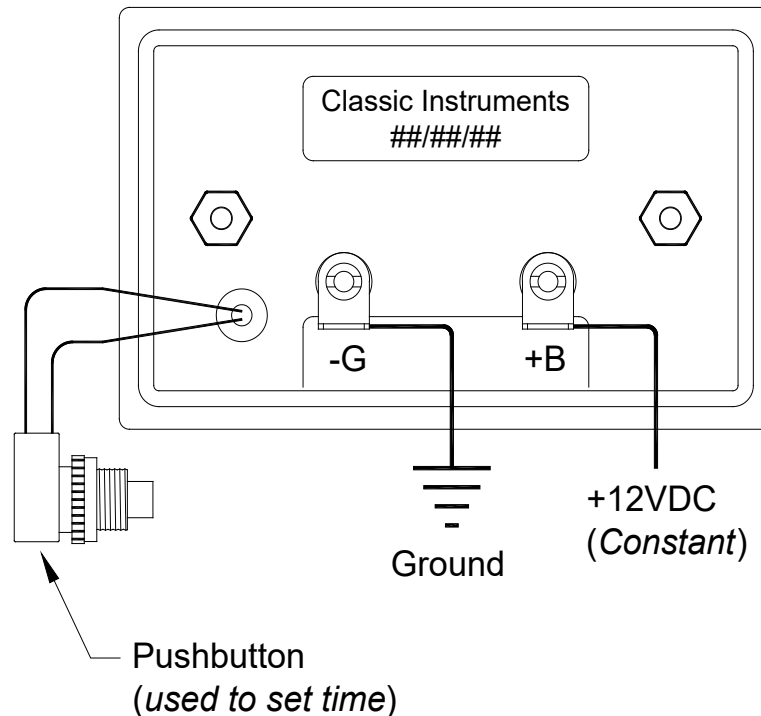 Classic Instruments
##/##/##
-G
+B
Ground
+12VDC
(Constant)
Pushbutton
(used to set time)